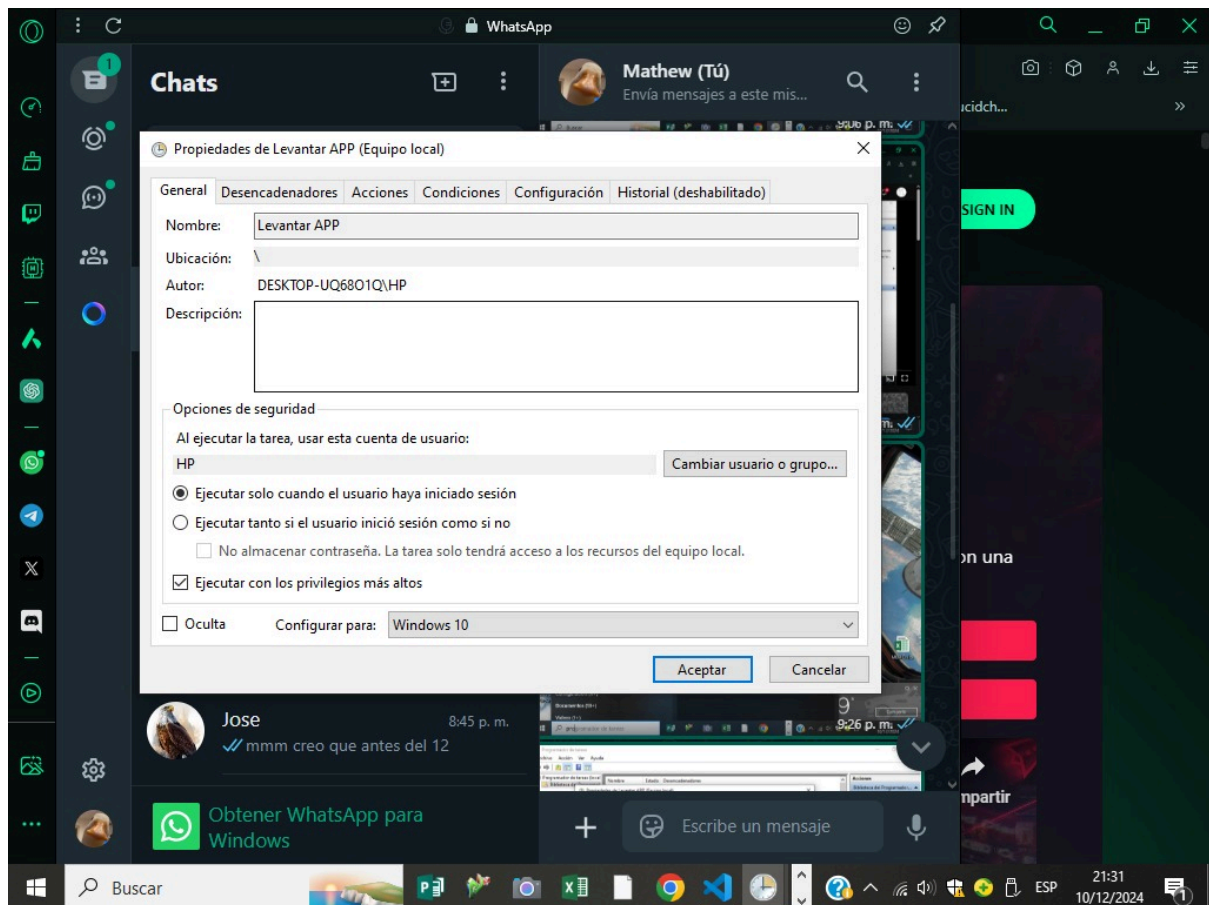 WhatsApp
1
Chats
Mathew (Tú)
Envía mensajes a este mis...
ucidch...
»
9:06 p. m.
Propiedades de Levantar APP (Equipo local)
General
Desencadenadores
Acciones
Condiciones
Configuración
Historial (deshabilitado)
Nombre:
Levantar APP
Ubicación:
\
Autor:
DESKTOP-UQ68O1Q\HP
Descripción:
Opciones de seguridad
Al ejecutar la tarea, usar esta cuenta de usuario:
HP
Cambiar usuario o grupo...
Ejecutar solo cuando el usuario haya iniciado sesión
Ejecutar tanto si el usuario inició sesión como si no
No almacenar contraseña. La tarea solo tendrá acceso a los recursos del equipo local.
Ejecutar con los privilegios más altos
Oculta
Configurar para:
Windows 10
Aceptar
Cancelar
SIGN IN
on una
mpartir
Jose
8:45 p. m.
mmm creo que antes del 12
9°
9:26 p. m.
Obtener WhatsApp para
Windows
Escribe un mensaje
Buscar
ESP
21:31
10/12/2024
1